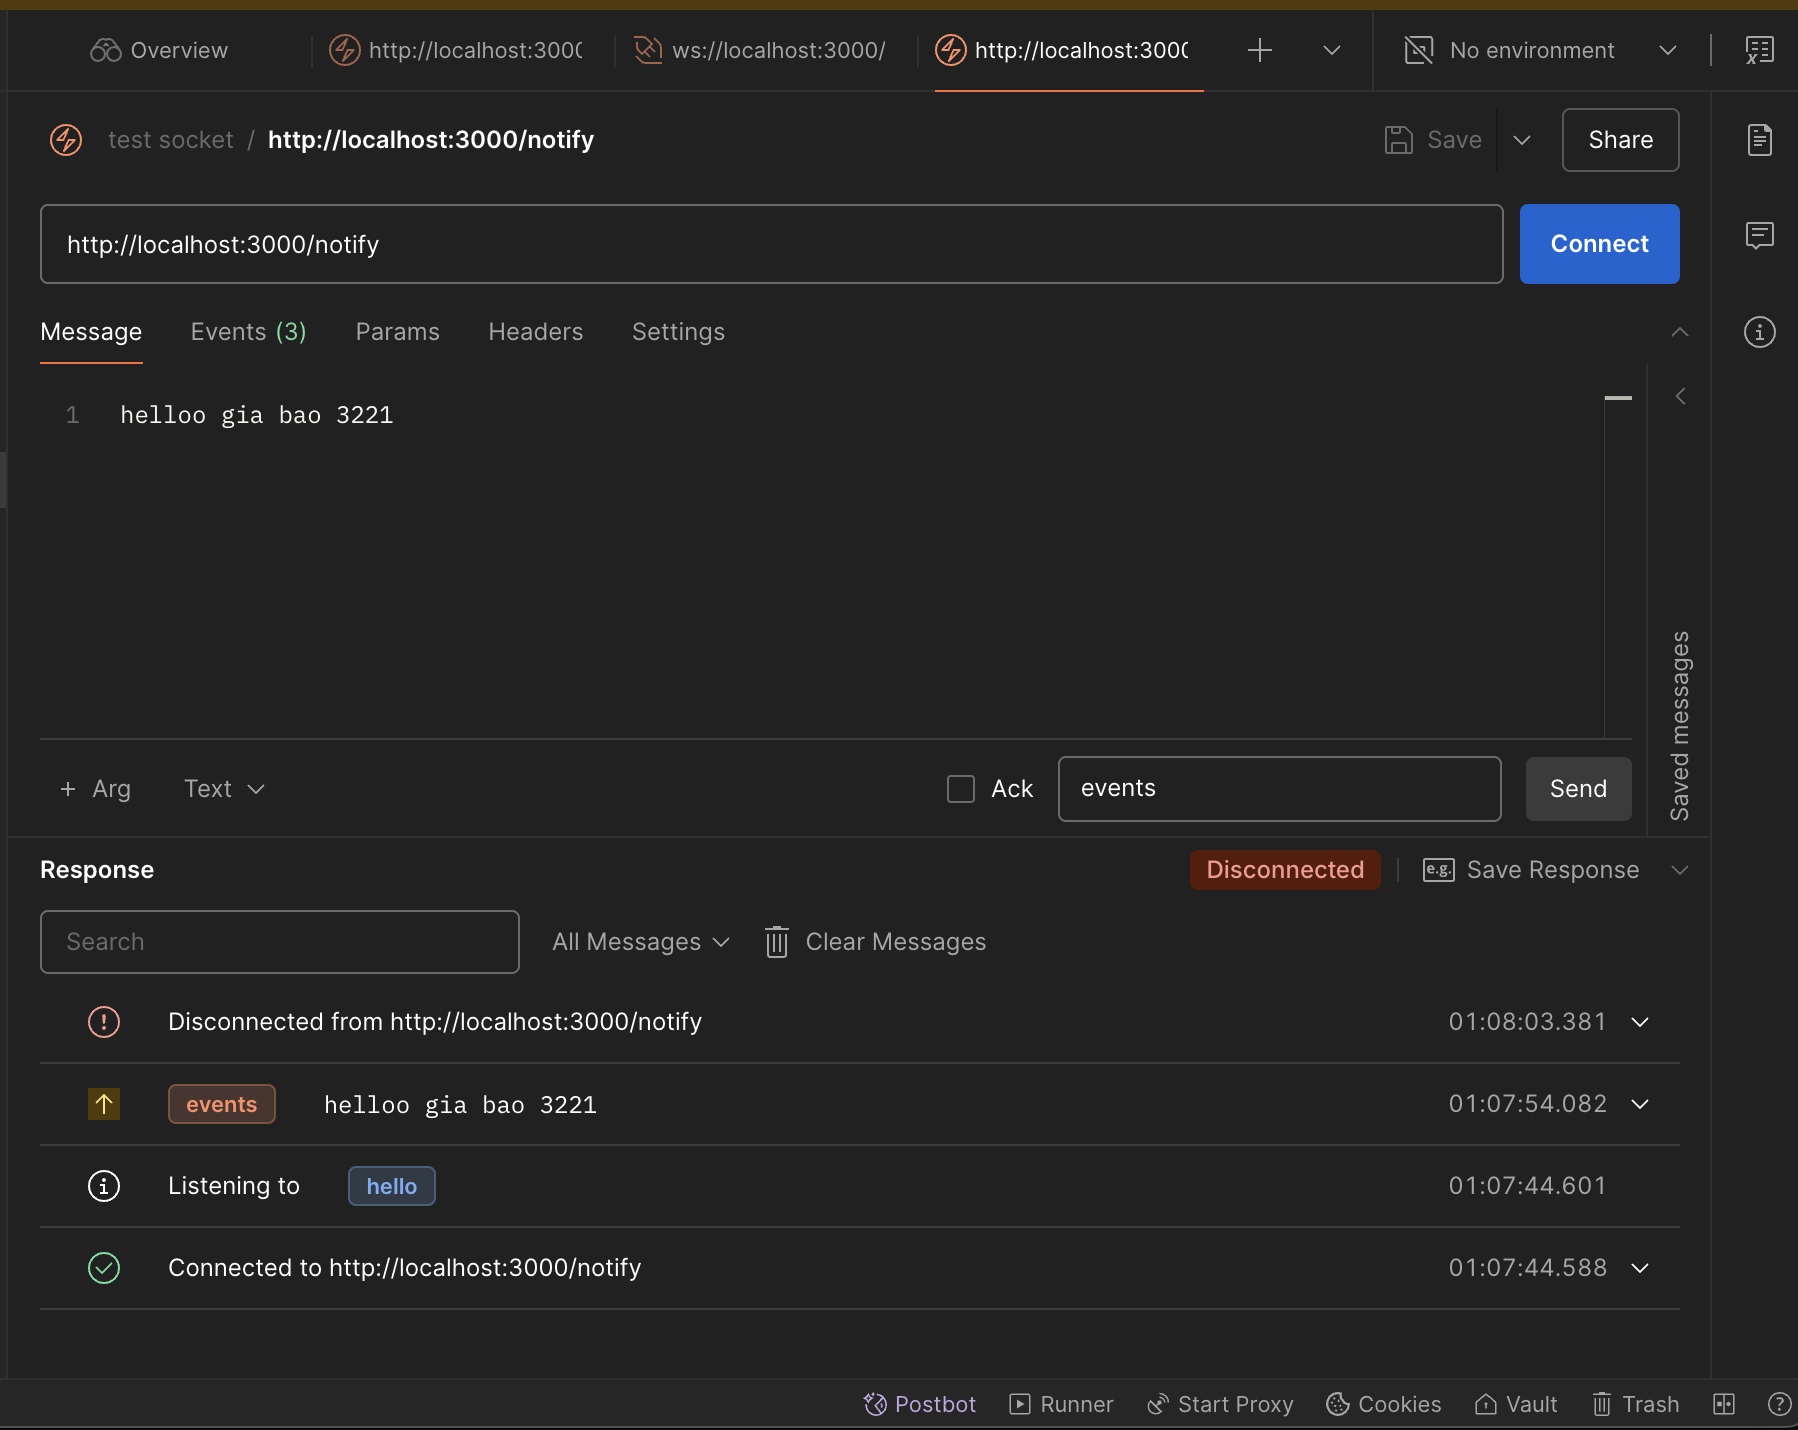 Overview
http://localhost:300
ws://localhost:3000/
http://localhost:300
No environment
test socket / http://localhost:3000/notify
Save
Share
http://localhost:3000/notify
Connect
Message
Events (3)
Params
Headers
Settings
1 helloo gia bao 3221
Saved messages
+ Arg
Text
Ack
events
Send
Response
Disconnected
e.g. Save Response
Search
All Messages
Clear Messages
Disconnected from http://localhost:3000/notify 01:08:03.381
events helloo gia bao 3221 01:07:54.082
Listening to hello 01:07:44.601
Connected to http://localhost:3000/notify 01:07:44.588
Postbot
Runner
Start Proxy
Cookies
Vault
Trash